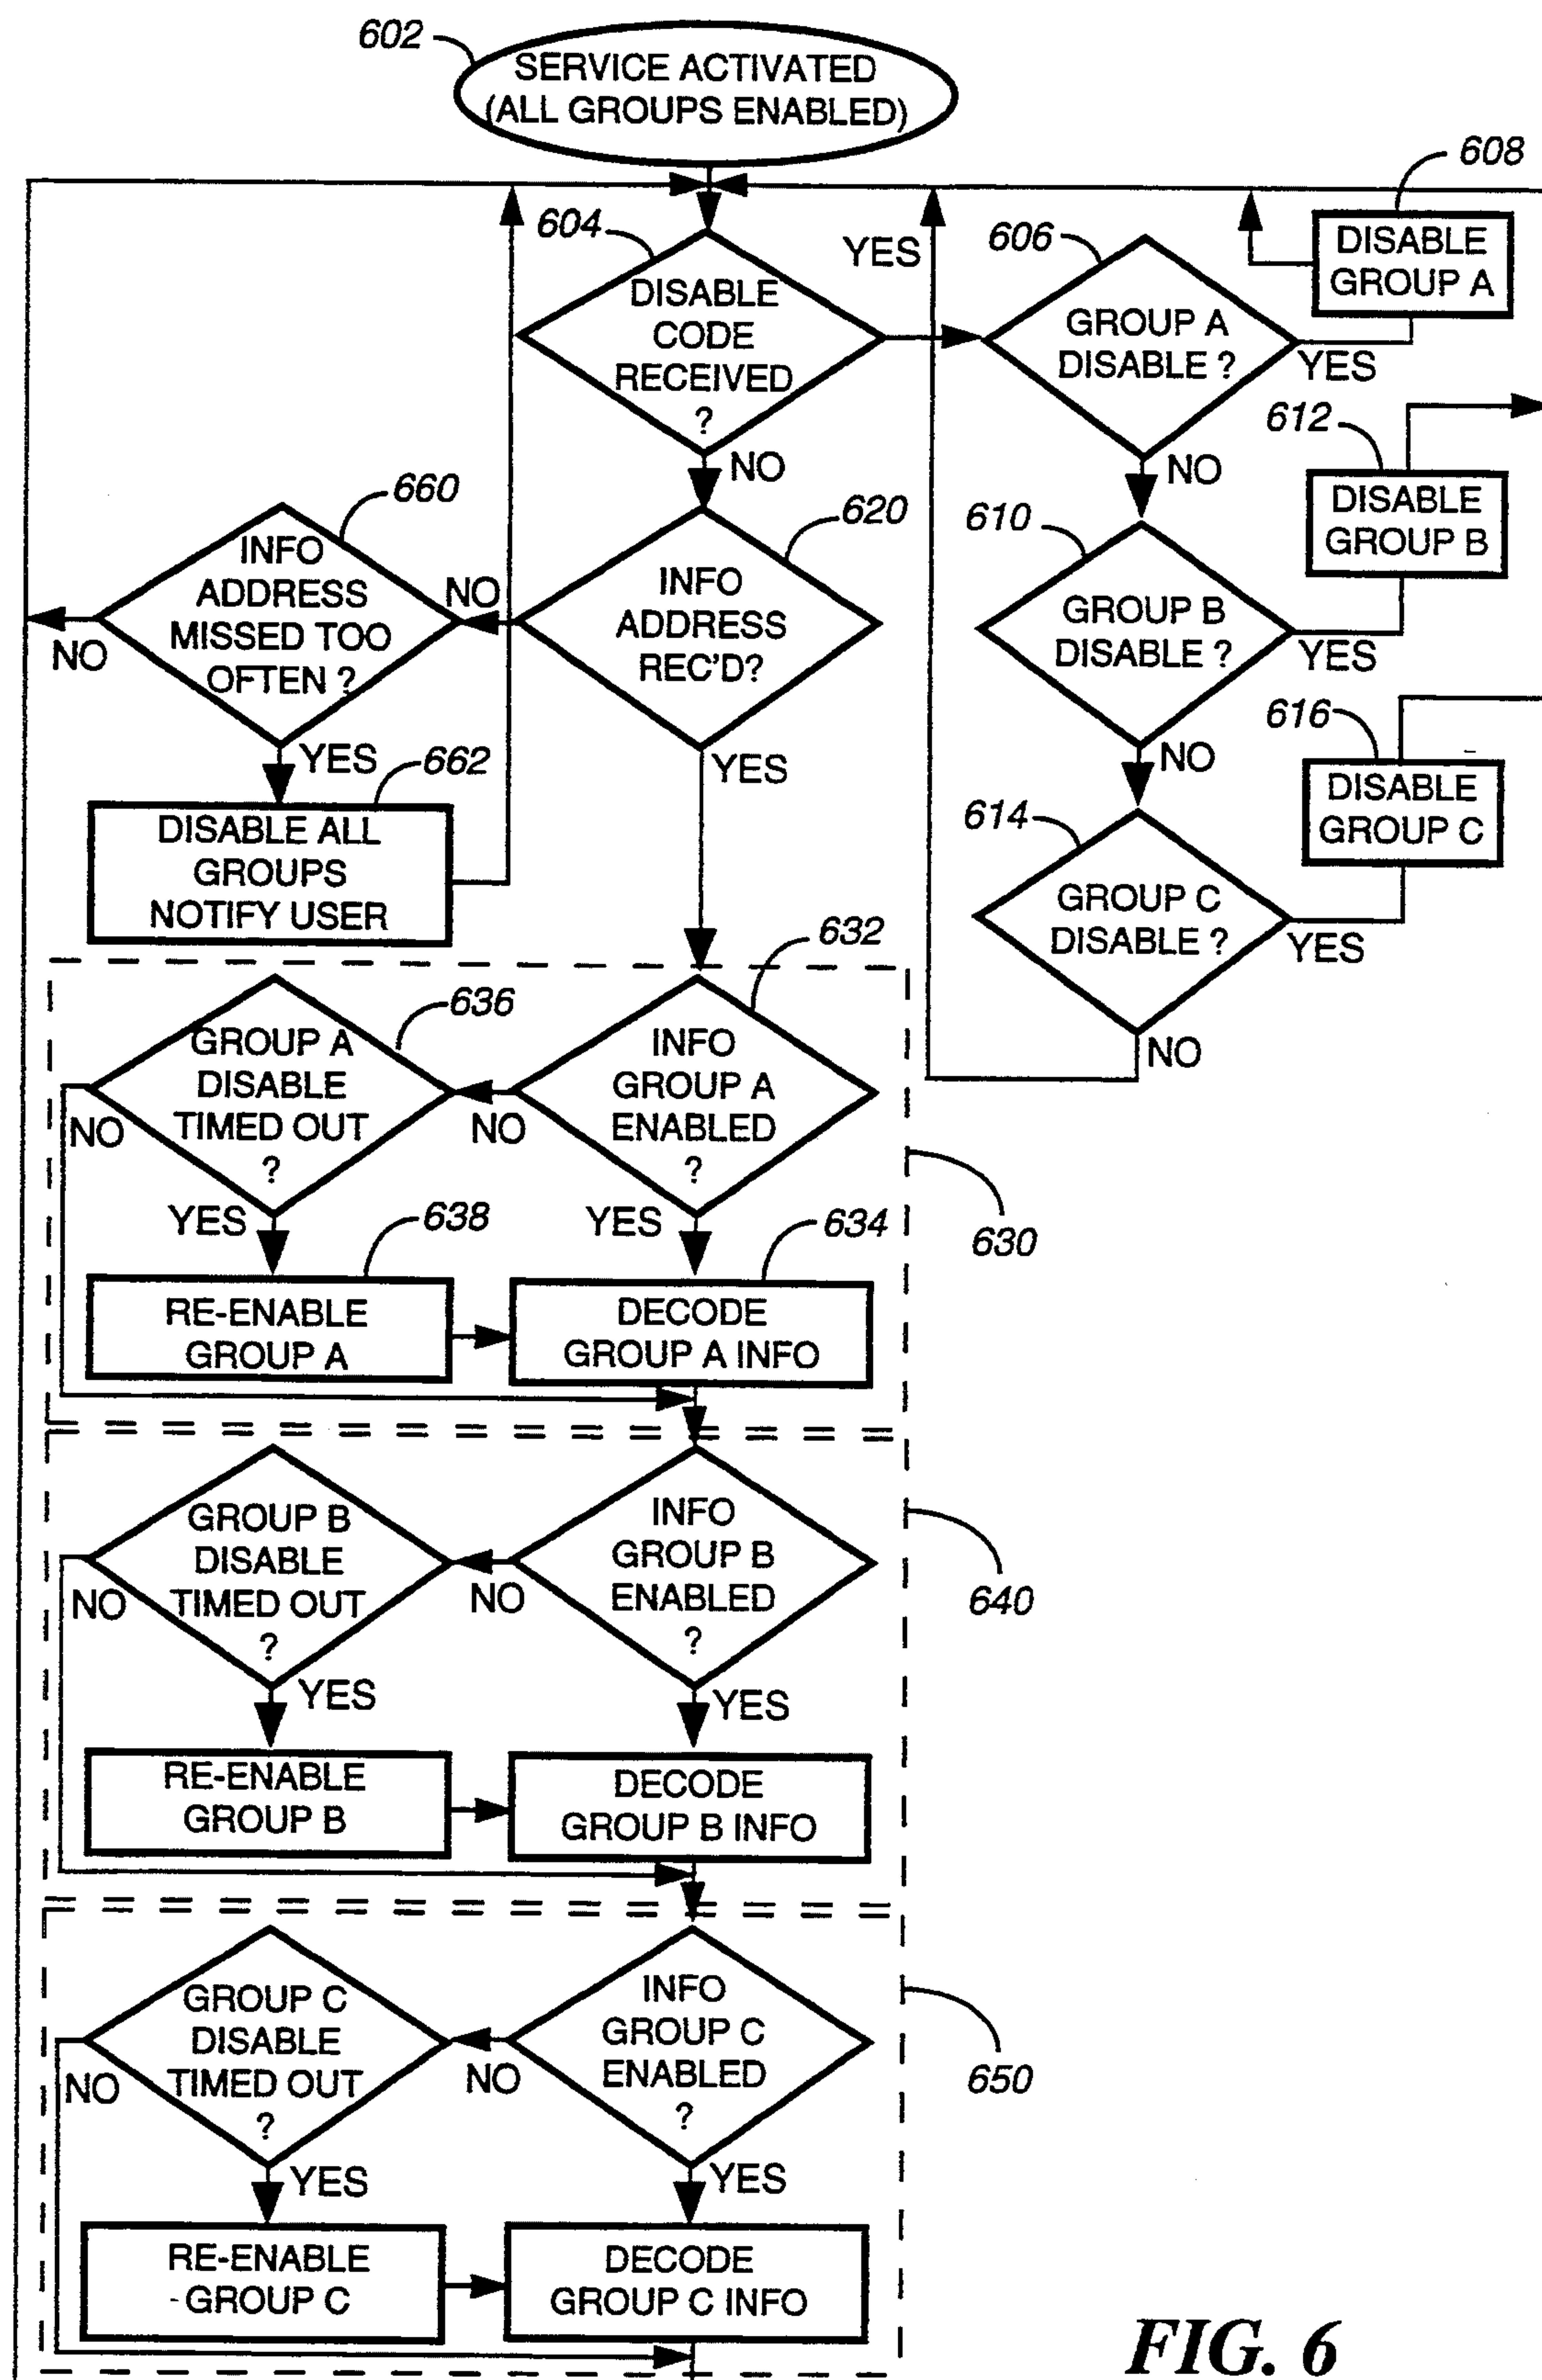 602
SERVICE ACTIVATED
(ALL GROUPS ENABLED)
604
DISABLE
CODE
RECEIVED
?
YES
NO
606
GROUP A
DISABLE ?
YES
NO
608
DISABLE
GROUP A
610
GROUP B
DISABLE ?
YES
NO
612
DISABLE
GROUP B
614
GROUP C
DISABLE ?
YES
NO
616
DISABLE
GROUP C
620
INFO
ADDRESS
REC'D?
NO
YES
660
INFO
ADDRESS
MISSED TOO
OFTEN ?
NO
YES
662
DISABLE ALL
GROUPS
NOTIFY USER
632
INFO
GROUP A
ENABLED
?
NO
YES
636
GROUP A
DISABLE
TIMED OUT
?
NO
YES
638
RE-ENABLE
GROUP A
634
DECODE
GROUP A INFO
630
INFO
GROUP B
ENABLED
?
NO
YES
GROUP B
DISABLE
TIMED OUT
?
NO
YES
RE-ENABLE
GROUP B
DECODE
GROUP B INFO
640
INFO
GROUP C
ENABLED
?
NO
YES
GROUP C
DISABLE
TIMED OUT
?
NO
YES
RE-ENABLE
GROUP C
DECODE
GROUP C INFO
650
FIG. 6